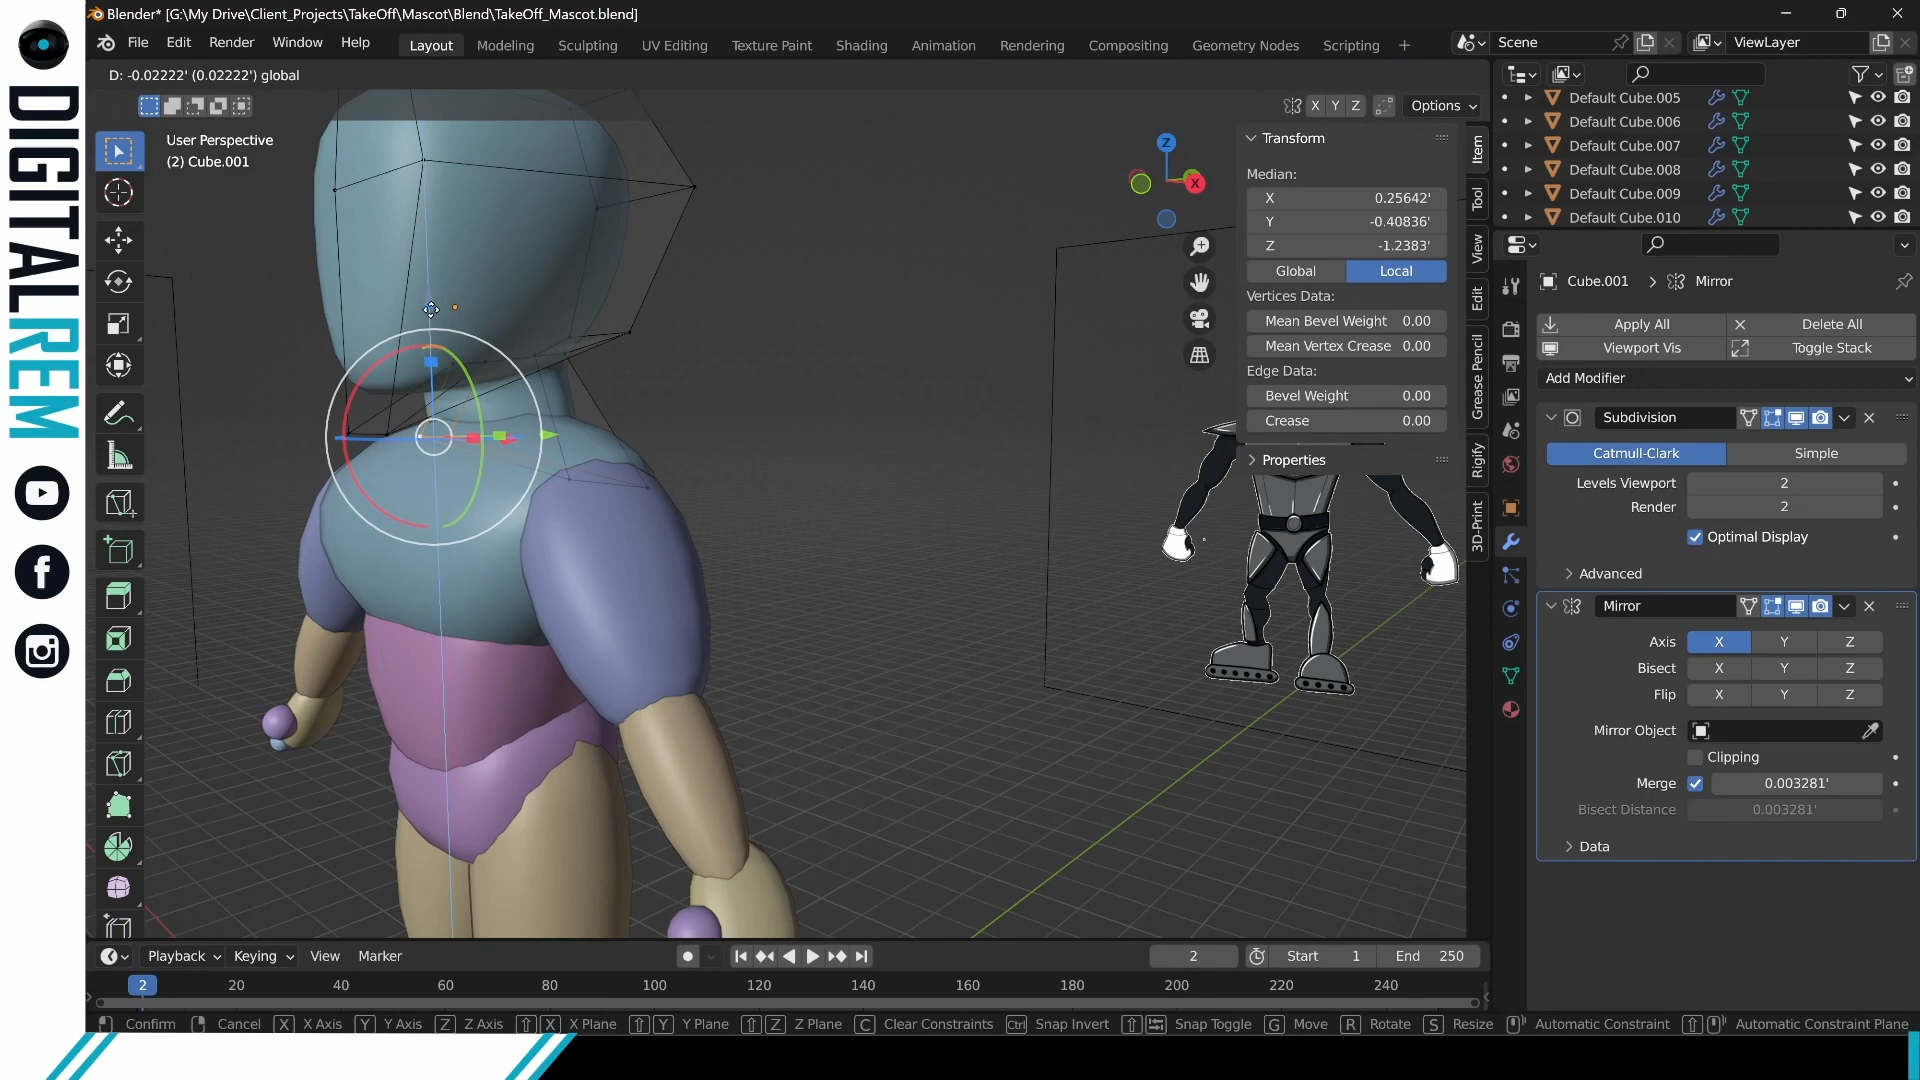 DIGITALREM
Blender* [G:\My Drive\Client_Projects\TakeOff\Mascot\Blend\TakeOff_Mascot.blend]
File Edit Render Window Help Layout Modeling Sculpting UV Editing Texture Paint Shading Animation Rendering Compositing Geometry Nodes Scripting + Scene ViewLayer
D: -0.02222' (0.02222') global
X Y Z Options
User Perspective
(2) Cube.001
Z
X
Transform
Median:
X 0.25642'
Y -0.40836'
Z -1.2383'
Global Local
Vertices Data:
Mean Bevel Weight 0.00
Mean Vertex Crease 0.00
Edge Data:
Bevel Weight 0.00
Crease 0.00
Properties
Item
Tool
View
Edit
Grease Pencil
Rigify
3D-Print
Default Cube.005
Default Cube.006
Default Cube.007
Default Cube.008
Default Cube.009
Default Cube.010
Cube.001 > Mirror
Apply All Delete All
Viewport Vis Toggle Stack
Add Modifier
Subdivision
Catmull-Clark Simple
Levels Viewport 2
Render 2
Optimal Display
Advanced
Mirror
Axis X Y Z
Bisect X Y Z
Flip X Y Z
Mirror Object
Clipping
Merge 0.003281'
Bisect Distance 0.003281'
Data
Playback Keying View Marker 2 Start 1 End 250
2 20 40 60 80 100 120 140 160 180 200 220 240
Confirm Cancel X X Axis Y Y Axis Z Z Axis X X Plane Y Y Plane Z Z Plane C Clear Constraints Ctrl Snap Invert Snap Toggle G Move R Rotate S Resize Automatic Constraint Automatic Constraint Plane